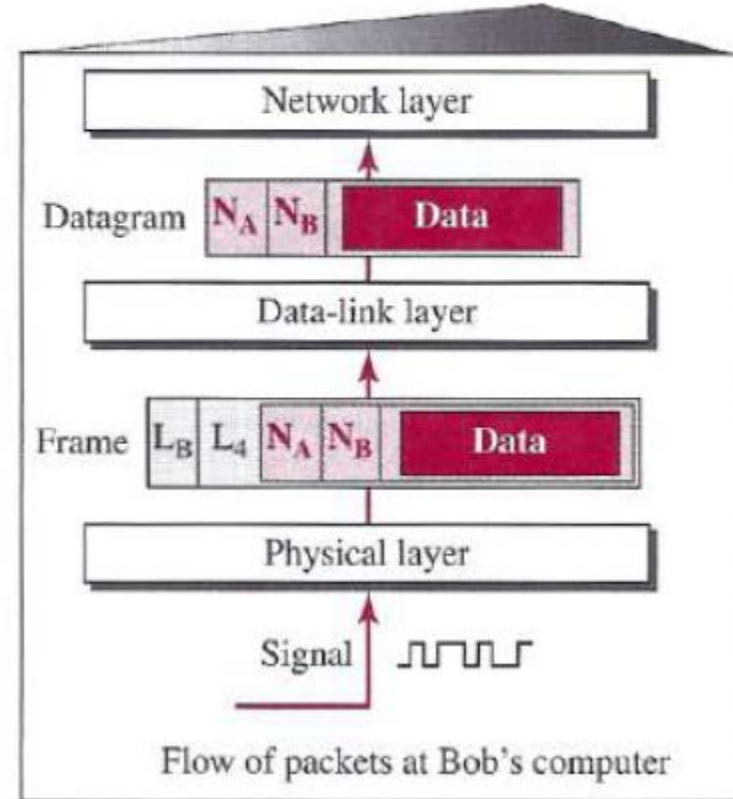 Network layer
Datagram N_A N_B Data
Data-link layer
Frame L_B L_4 N_A N_B Data
Physical layer
Signal
Flow of packets at Bob's computer